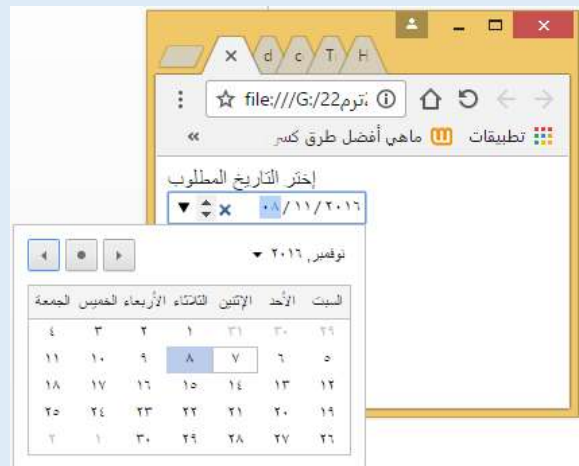 d c T H
file:///G:/ترم22
تطبيقات ماهي أفضل طرق كسر »
إختر التاريخ المطلوب
٠٨/١١/٢٠١٦
نوفمبر, ٢٠١٦
السبت الأحد الإثنين الثلاثاء الأربعاء الخميس الجمعة
٢٩ ٣٠ ٣١ ١ ٢ ٣ ٤
٥ ٦ ٧ ٨ ٩ ١٠ ١١
١٢ ١٣ ١٤ ١٥ ١٦ ١٧ ١٨
١٩ ٢٠ ٢١ ٢٢ ٢٣ ٢٤ ٢٥
٢٦ ٢٧ ٢٨ ٢٩ ٣٠ ١ ٢